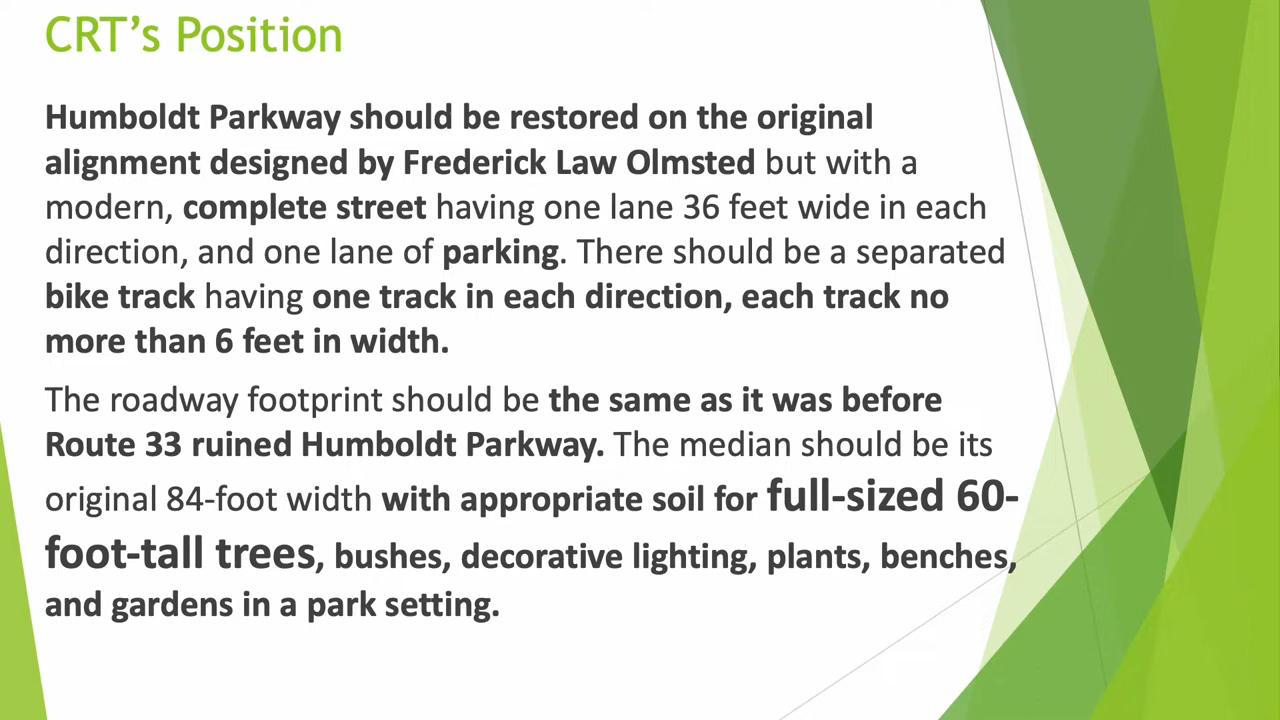 CRT’s Position
Humboldt Parkway should be restored on the original
alignment designed by Frederick Law Olmsted but with a
modern, complete street having one lane 36 feet wide in each
direction, and one lane of parking. There should be a separated
bike track having one track in each direction, each track no
more than 6 feet in width.
The roadway footprint should be the same as it was before
Route 33 ruined Humboldt Parkway. The median should be its
original 84-foot width with appropriate soil for full-sized 60-
foot-tall trees, bushes, decorative lighting, plants, benches,
and gardens in a park setting.